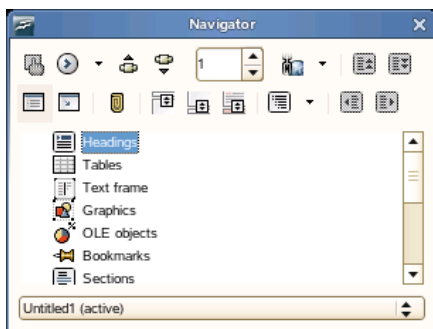 Navigator
1
Headings
Tables
Text frame
Graphics
OLE objects
Bookmarks
Sections
Untitled1 (active)